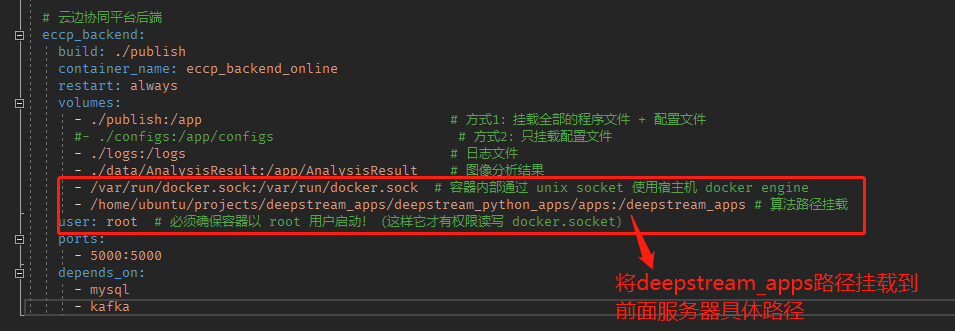 # 云边协同平台后端
eccp_backend:
build: ./publish
container_name: eccp_backend_online
restart: always
volumes:
- ./publish:/app # 方式1: 挂载全部的程序文件 + 配置文件
#- ./configs:/app/configs # 方式2: 只挂载配置文件
- ./logs:/logs # 日志文件
- ./data/AnalysisResult:/app/AnalysisResult # 图像分析结果
- /var/run/docker.sock:/var/run/docker.sock # 容器内部通过 unix socket 使用宿主机 docker engine
- /home/ubuntu/projects/deepstream_apps/deepstream_python_apps/apps:/deepstream_apps # 算法路径挂载
user: root # 必须确保容器以 root 用户启动! (这样它才有权限读写 docker.socket)
ports:
- 5000:5000
depends_on:
- mysql
- kafka
将deepstream_apps路径挂载到
前面服务器具体路径